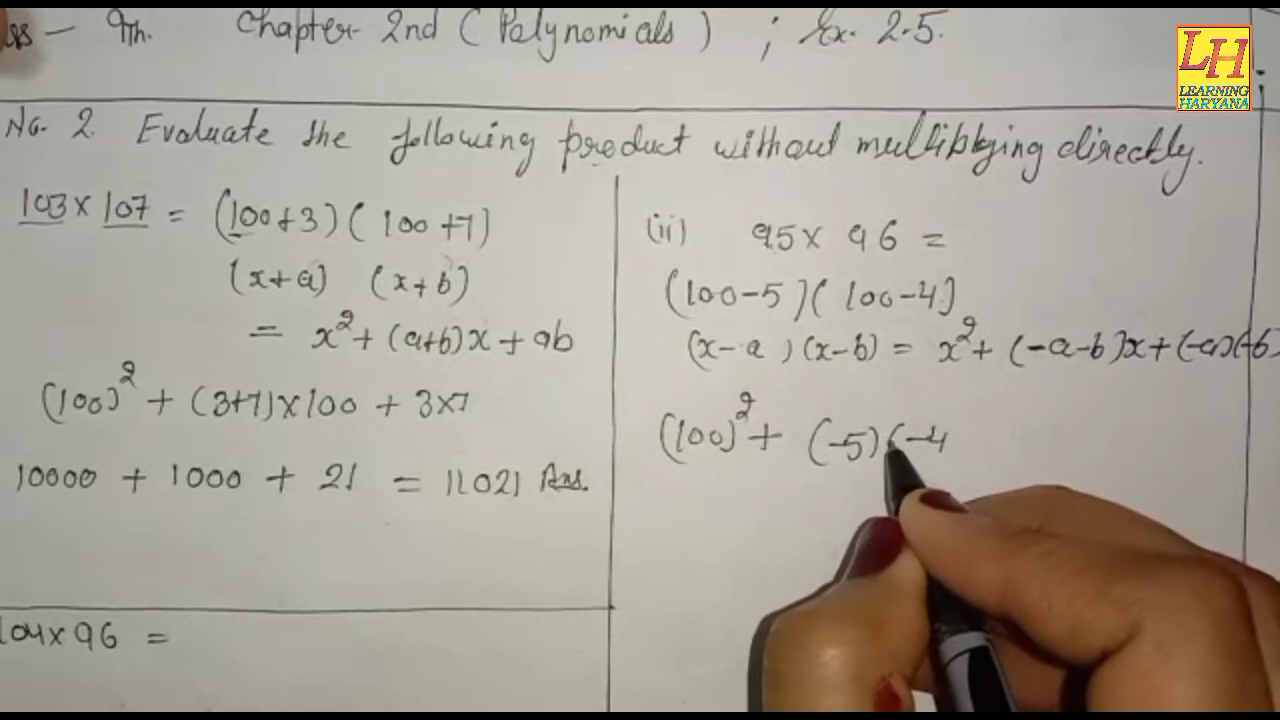 ss - 9Th. Chapter 2nd (Polynomials) ; Ex. 2.5.
LH
LEARNING
HARYANA
No. 2. Evaluate the following product without multiplying directly.
103 x 107 = (100+3) (100+7)
(x+a) (x+b)
= x² + (a+b)x + ab
(100)² + (3+7)x100 + 3x7
10000 + 1000 + 21 = 11021 Ans.
104 x 96 =
(ii) 95 x 96 =
(100-5)(100-4)
(x-a)(x-b) = x² + (-a-b)x + (-a)(-b)
(100)² + (-5)(-4